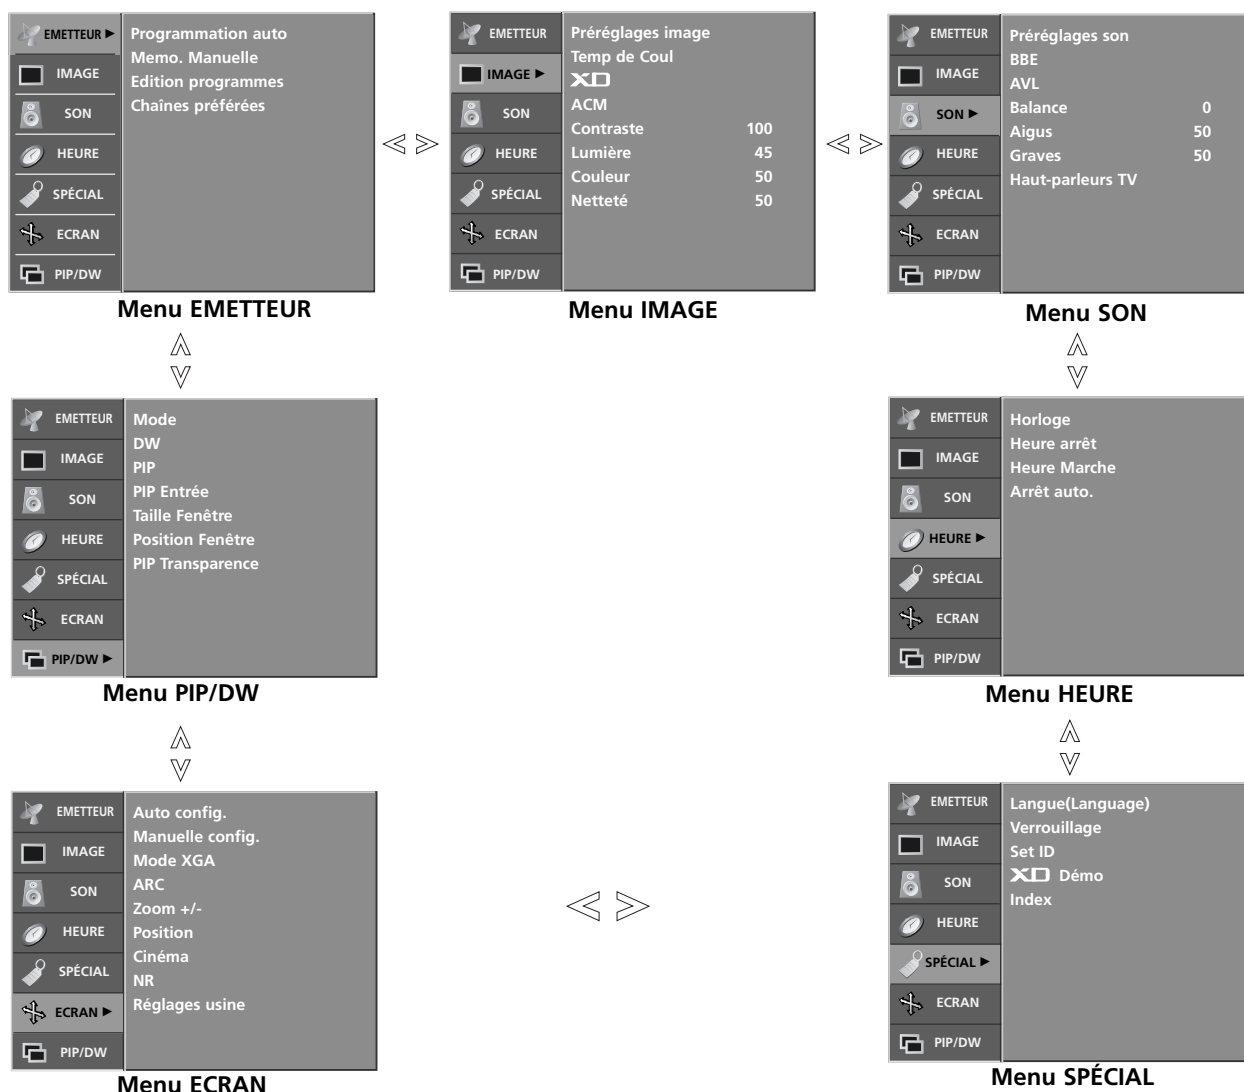 EMETTEUR ►
IMAGE
SON
HEURE
SPÉCIAL
ECRAN
PIP/DW
Programmation auto
Memo. Manuelle
Edition programmes
Chaînes préférées
Menu EMETTEUR
EMETTEUR
IMAGE ►
SON
HEURE
SPÉCIAL
ECRAN
PIP/DW
Préréglages image
Temp de Coul
XD
ACM
Contraste 100
Lumière 45
Couleur 50
Netteté 50
Menu IMAGE
EMETTEUR
IMAGE
SON ►
HEURE
SPÉCIAL
ECRAN
PIP/DW
Préréglages son
BBE
AVL
Balance 0
Aigus 50
Graves 50
Haut-parleurs TV
Menu SON
EMETTEUR
IMAGE
SON
HEURE
SPÉCIAL
ECRAN
PIP/DW ►
Mode
DW
PIP
PIP Entrée
Taille Fenêtre
Position Fenêtre
PIP Transparence
Menu PIP/DW
EMETTEUR
IMAGE
SON
HEURE ►
SPÉCIAL
ECRAN
PIP/DW
Horloge
Heure arrêt
Heure Marche
Arrêt auto.
Menu HEURE
EMETTEUR
IMAGE
SON
HEURE
SPÉCIAL
ECRAN ►
PIP/DW
Auto config.
Manuelle config.
Mode XGA
ARC
Zoom +/-
Position
Cinéma
NR
Réglages usine
Menu ECRAN
EMETTEUR
IMAGE
SON
HEURE
SPÉCIAL ►
ECRAN
PIP/DW
Langue(Language)
Verrouillage
Set ID
XD Démo
Index
Menu SPÉCIAL